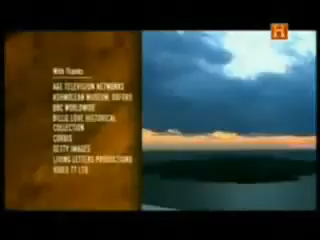 With Thanks
A&E TELEVISION NETWORKS
ASHMOLEAN MUSEUM, OXFORD
BBC WORLDWIDE
BILLIE LOVE HISTORICAL
COLLECTION
CORBIS
GETTY IMAGES
LIVING LETTERS PRODUCTIONS
VIDEO 77 LTD
H